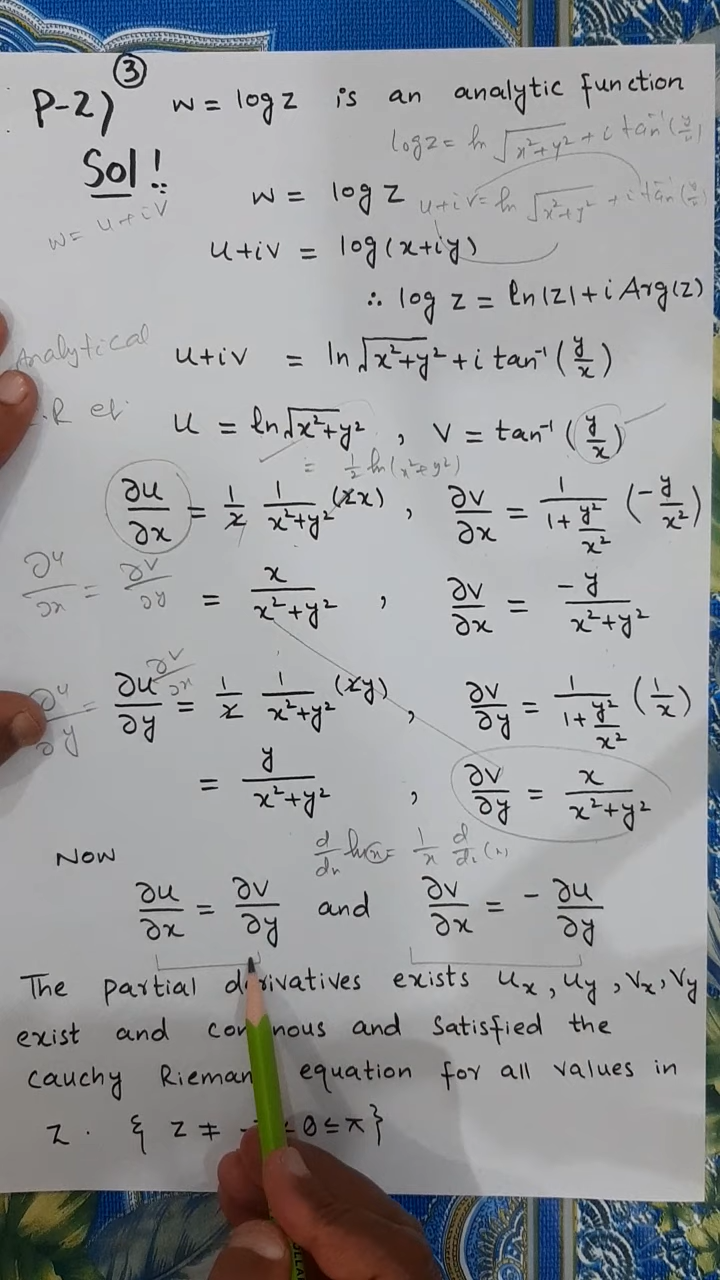 ③
P-2) w = log z is an analytic function
log z = ln √(x²+y²) + i tan⁻¹(y/x)
Sol!
w = log z
u+iv = ln √(x²+y²) + i tan⁻¹(y/x)
w = u+iv
u+iv = log(x+iy)
∴ log z = ln|z| + i Arg(z)
Analytical
u+iv = ln √(x²+y²) + i tan⁻¹(y/x)
.R
u = ln √(x²+y²) , v = tan⁻¹(y/x)
= 1/2 ln(x²+y²)
∂u/∂x = 1/2 1/(x²+y²) (2x) , ∂v/∂x = 1/(1+y²/x²) (-y/x²)
∂u/∂x = ∂v/∂y
= x/(x²+y²) , ∂v/∂x = -y/(x²+y²)
∂u/∂y = ∂v/∂x
∂u/∂y = 1/2 1/(x²+y²) (2y) , ∂v/∂y = 1/(1+y²/x²) (1/x)
= y/(x²+y²) , ∂v/∂y = x/(x²+y²)
d/dx ln(x) = 1/x d/dx(x)
Now
∂u/∂x = ∂v/∂y and ∂v/∂x = - ∂u/∂y
The partial derivatives exists ux, uy, vx, vy
exist and and satisfied the
Cauchy equation for all values in
z. { z ≠ θ ≤ π}